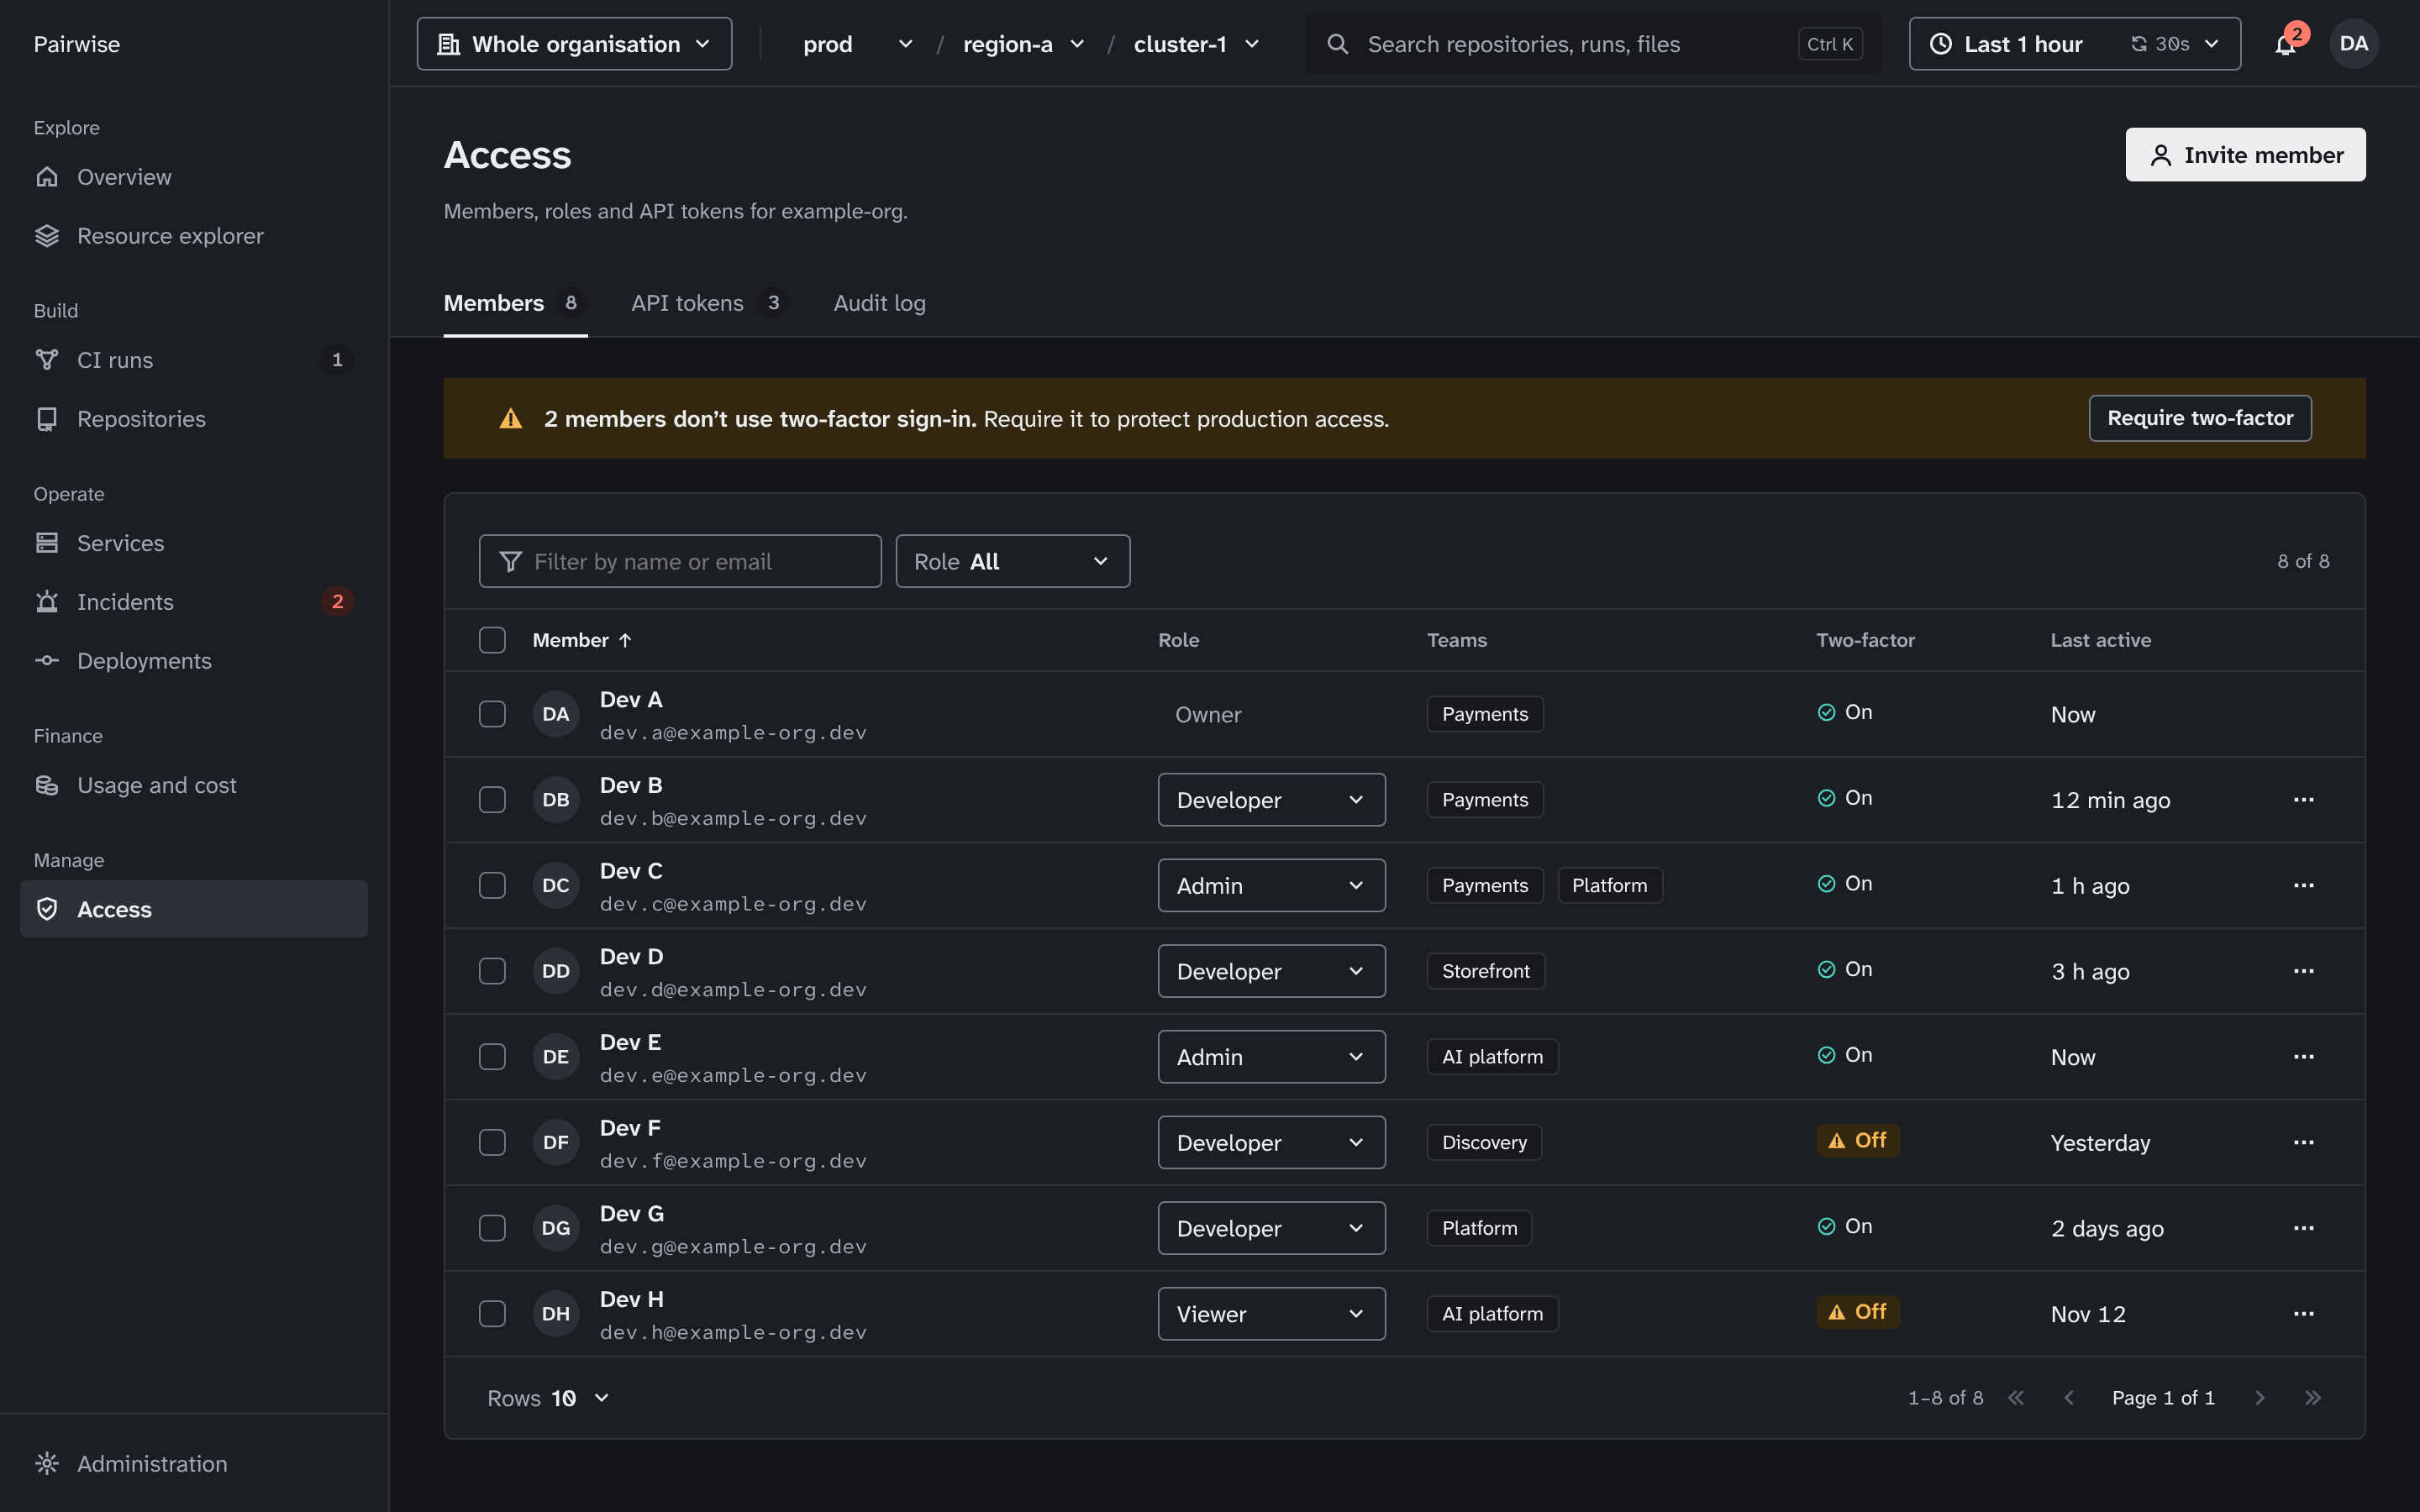 Pairwise
Whole organisation
prod / region-a / cluster-1
Search repositories, runs, files
Ctrl K
Last 1 hour
30s
2
DA
Explore
Overview
Resource explorer
Build
CI runs 1
Repositories
Operate
Services
Incidents 2
Deployments
Finance
Usage and cost
Manage
Access
Administration
Access
Invite member
Members, roles and API tokens for example-org.
Members 8
API tokens 3
Audit log
2 members don’t use two-factor sign-in. Require it to protect production access.
Require two-factor
Filter by name or email
Role All
8 of 8
Member Role Teams Two-factor Last active
DA Dev A Owner Payments On Now
dev.a@example-org.dev
DB Dev B Developer Payments On 12 min ago
dev.b@example-org.dev
DC Dev C Admin Payments Platform On 1 h ago
dev.c@example-org.dev
DD Dev D Developer Storefront On 3 h ago
dev.d@example-org.dev
DE Dev E Admin AI platform On Now
dev.e@example-org.dev
DF Dev F Developer Discovery Off Yesterday
dev.f@example-org.dev
DG Dev G Developer Platform On 2 days ago
dev.g@example-org.dev
DH Dev H Viewer AI platform Off Nov 12
dev.h@example-org.dev
Rows 10
1–8 of 8
Page 1 of 1